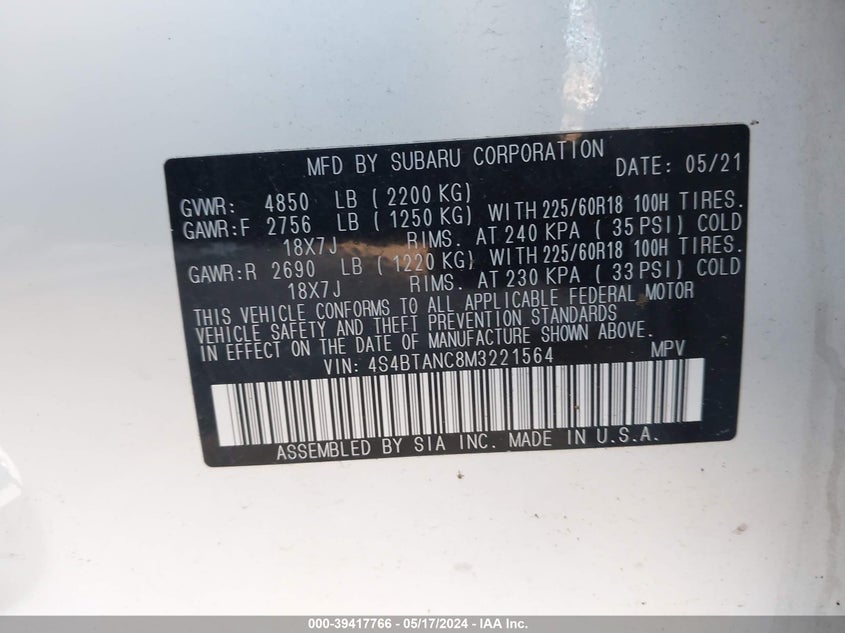 MFD BY SUBARU CORPORATION DATE: 05/21
GVWR: 4850 LB ( 2200 KG)
GAWR:F 2756 LB ( 1250 KG) WITH 225/60R18 100H TIRES.
18X7J RIMS. AT 240 KPA ( 35 PSI) COLD
GAWR:R 2690 LB ( 1220 KG) WITH 225/60R18 100H TIRES.
18X7J RIMS. AT 230 KPA ( 33 PSI) COLD
THIS VEHICLE CONFORMS TO ALL APPLICABLE FEDERAL MOTOR
VEHICLE SAFETY AND THEFT PREVENTION STANDARDS
IN EFFECT ON THE DATE OF MANUFACTURE SHOWN ABOVE.
VIN: 4S4BTANC8M3221564 MPV
ASSEMBLED BY SIA INC. MADE IN U.S.A.
000-39417766 - 05/17/2024 - IAA Inc.